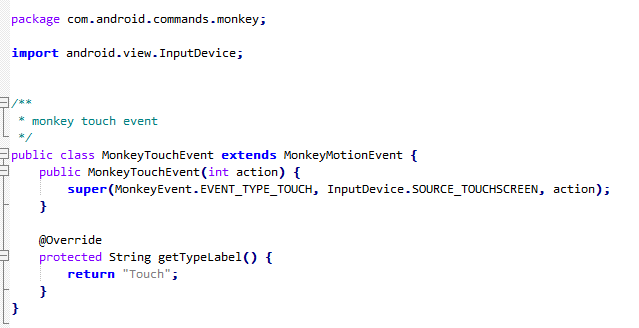 package com.android.commands.monkey;
import android.view.InputDevice;
/**
 * monkey touch event
 */
public class MonkeyTouchEvent extends MonkeyMotionEvent {
    public MonkeyTouchEvent(int action) {
        super(MonkeyEvent.EVENT_TYPE_TOUCH, InputDevice.SOURCE_TOUCHSCREEN, action);
    }
    @Override
    protected String getTypeLabel() {
        return "Touch";
    }
}